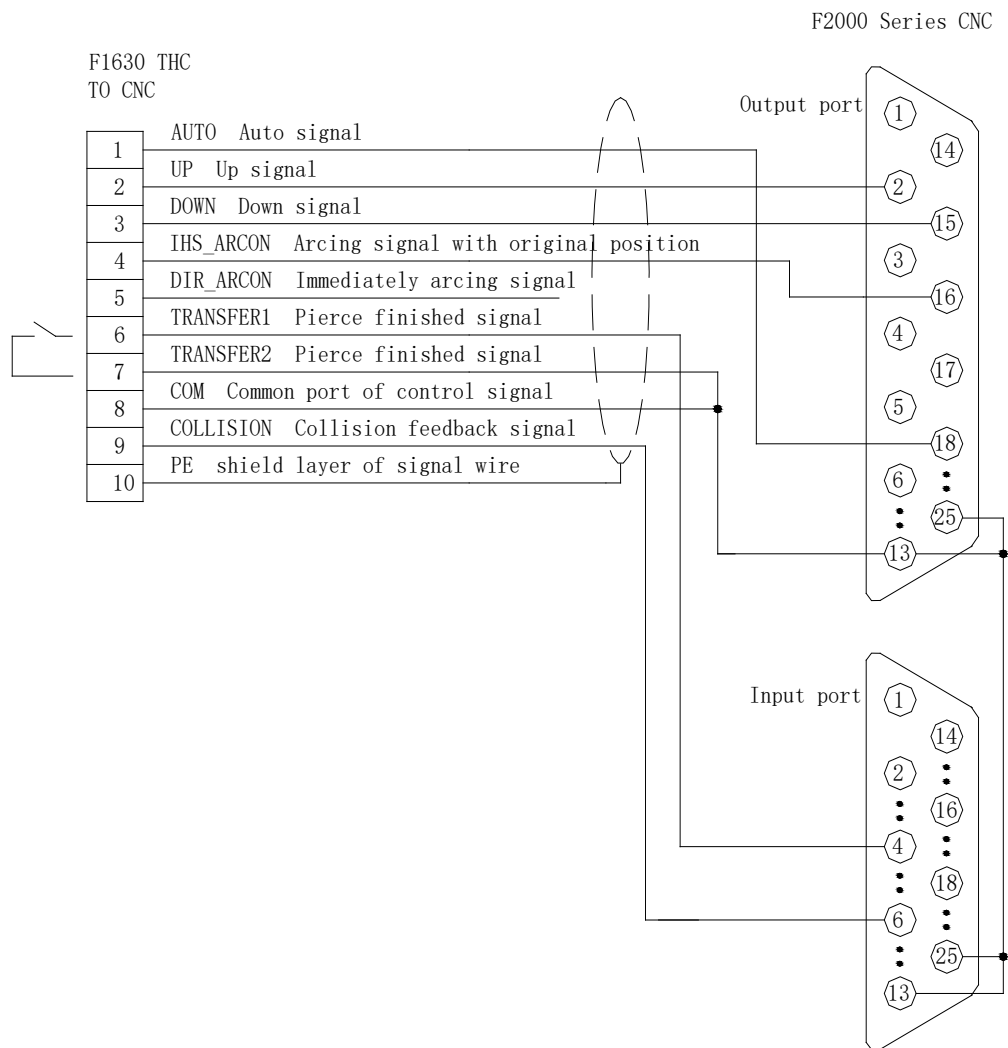 F2000 Series CNC
F1630 THC
TO CNC
Output port
1 AUTO Auto signal
2 UP Up signal
3 DOWN Down signal
4 IHS_ARCON Arcing signal with original position
5 DIR_ARCON Immediately arcing signal
6 TRANSFER1 Pierce finished signal
7 TRANSFER2 Pierce finished signal
8 COM Common port of control signal
9 COLLISION Collision feedback signal
10 PE shield layer of signal wire
1
14
2
15
3
16
4
17
5
18
6
25
13
Input port
1
14
2
16
4
18
6
25
13